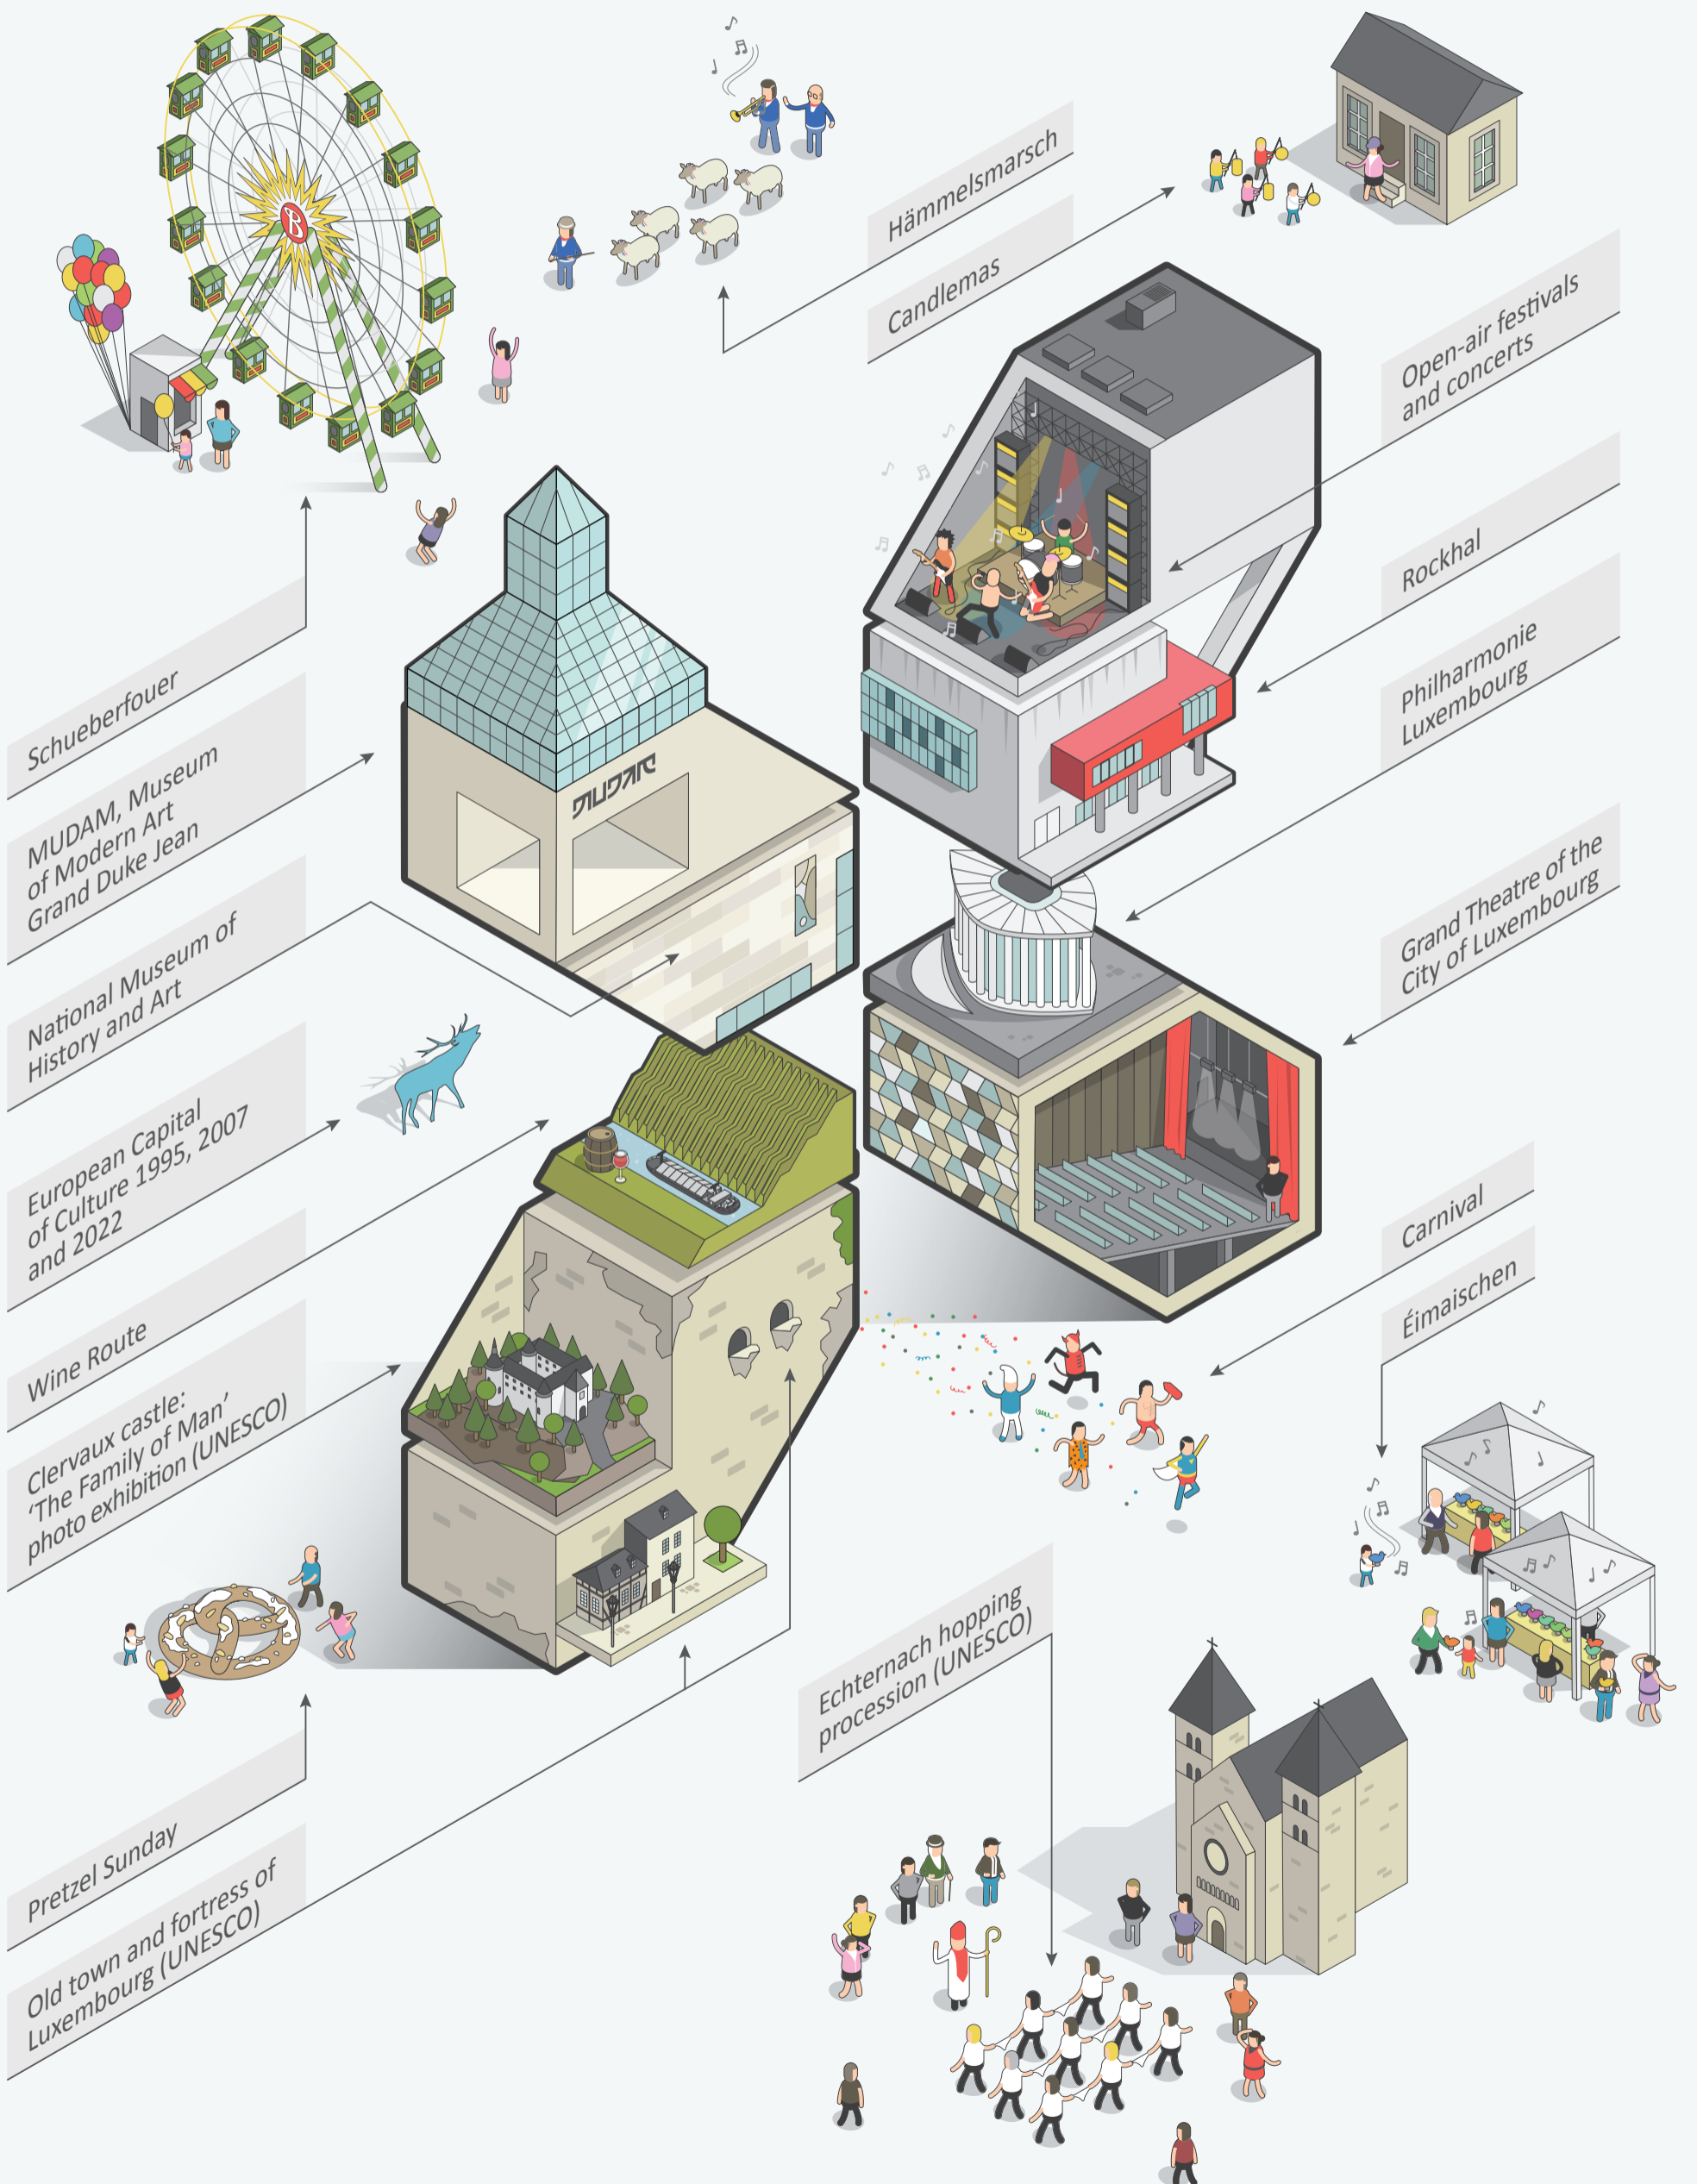 B
Hämmelsmarsch
Candlemas
Open-air festivals
and concerts
Rockhal
Philharmonie
Luxembourg
Grand Theatre of the
City of Luxembourg
Schueberfouer
MUDAM, Museum
of Modern Art
Grand Duke Jean
MUDAM
National Museum of
History and Art
European Capital
of Culture 1995, 2007
and 2022
Wine Route
Clervaux castle:
‘The Family of Man’
photo exhibition (UNESCO)
Pretzel Sunday
Old town and fortress of
Luxembourg (UNESCO)
Carnival
Éimaischen
Echternach hopping
procession (UNESCO)